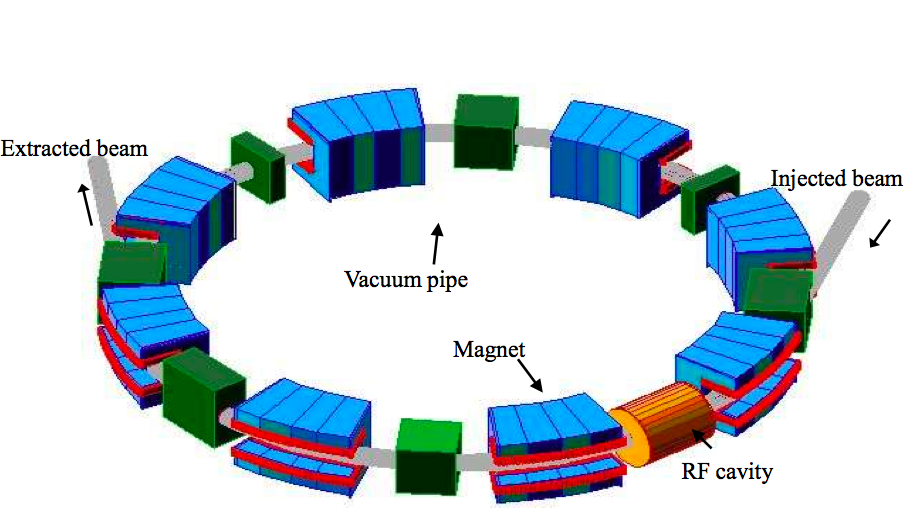 Extracted beam
Injected beam
Vacuum pipe
Magnet
RF cavity